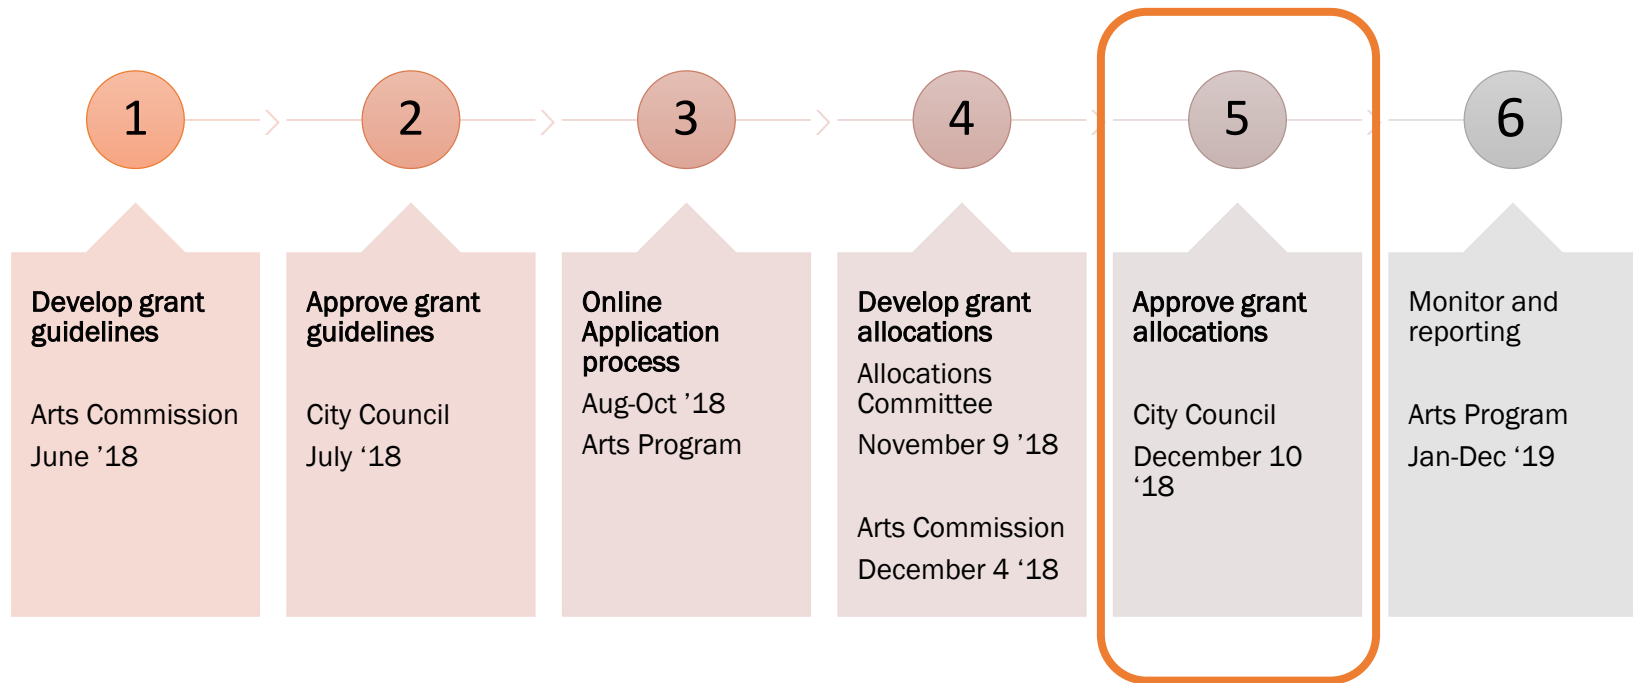 1
2
3
4
5
6
Develop grant
guidelines
Arts Commission
June ’18
Approve grant
guidelines
City Council
July ‘18
Online
Application
process
Aug-Oct ’18
Arts Program
Develop grant
allocations
Allocations
Committee
November 9 ’18
Arts Commission
December 4 ‘18
Approve grant
allocations
City Council
December 10
‘18
Monitor and
reporting
Arts Program
Jan-Dec ‘19